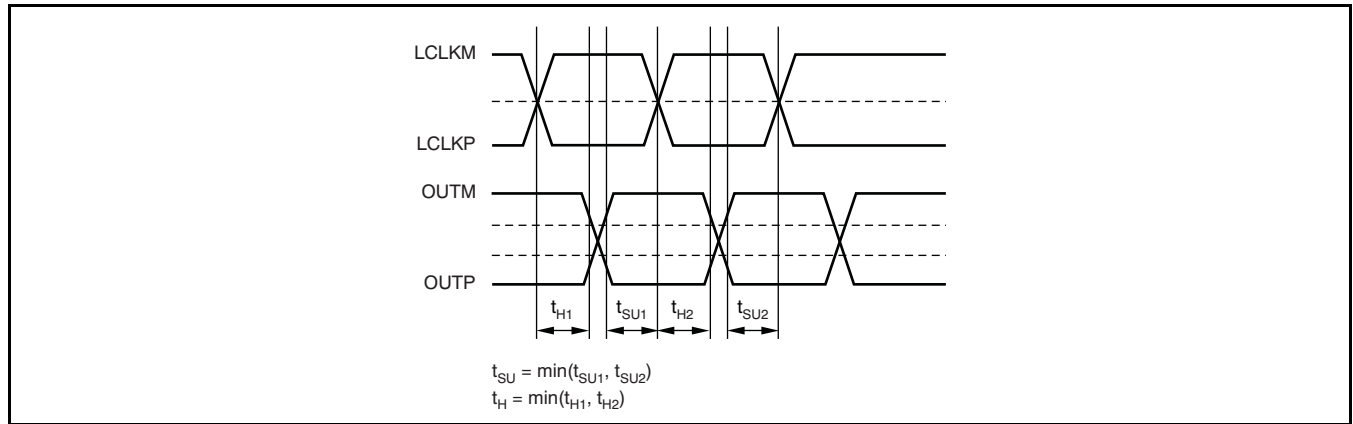 LCLKM
LCLKP
OUTM
OUTP
tH1 tSU1 tH2 tSU2
tSU = min(tSU1, tSU2)
tH = min(tH1, tH2)